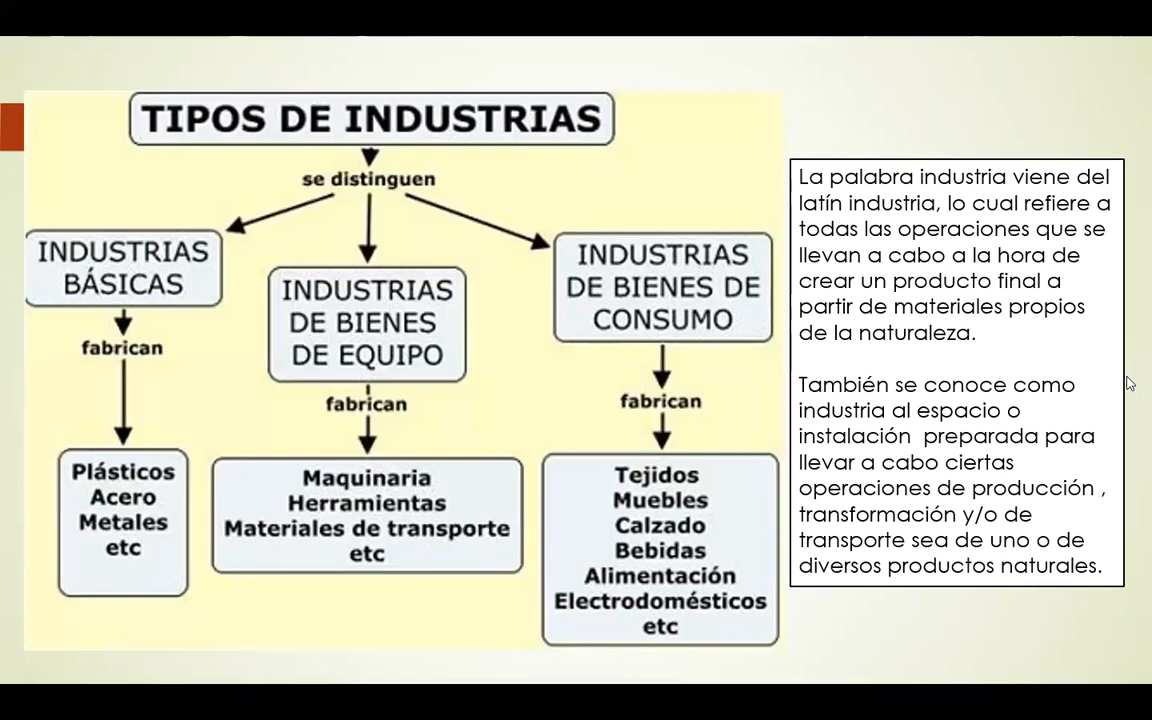 TIPOS DE INDUSTRIAS
se distinguen
INDUSTRIAS
BÁSICAS
fabrican
Plásticos
Acero
Metales
etc
INDUSTRIAS
DE BIENES
DE EQUIPO
fabrican
Maquinaria
Herramientas
Materiales de transporte
etc
INDUSTRIAS
DE BIENES DE
CONSUMO
fabrican
Tejidos
Muebles
Calzado
Bebidas
Alimentación
Electrodomésticos
etc
La palabra industria viene del
latín industria, lo cual refiere a
todas las operaciones que se
llevan a cabo a la hora de
crear un producto final a
partir de materiales propios
de la naturaleza.
También se conoce como
industria al espacio o
instalación  preparada para
llevar a cabo ciertas
operaciones de producción ,
transformación y/o de
transporte sea de uno o de
diversos productos naturales.